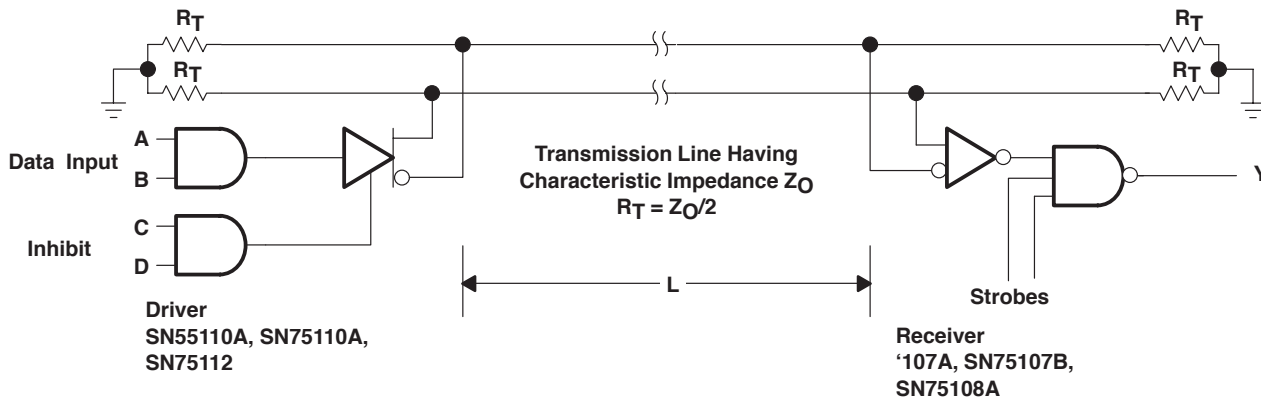 RT
RT
RT
RT
A
Data Input
B
C
Inhibit
D
Transmission Line Having
Characteristic Impedance ZO
RT = ZO/2
L
Y
Strobes
Driver
SN55110A, SN75110A,
SN75112
Receiver
‘107A, SN75107B,
SN75108A